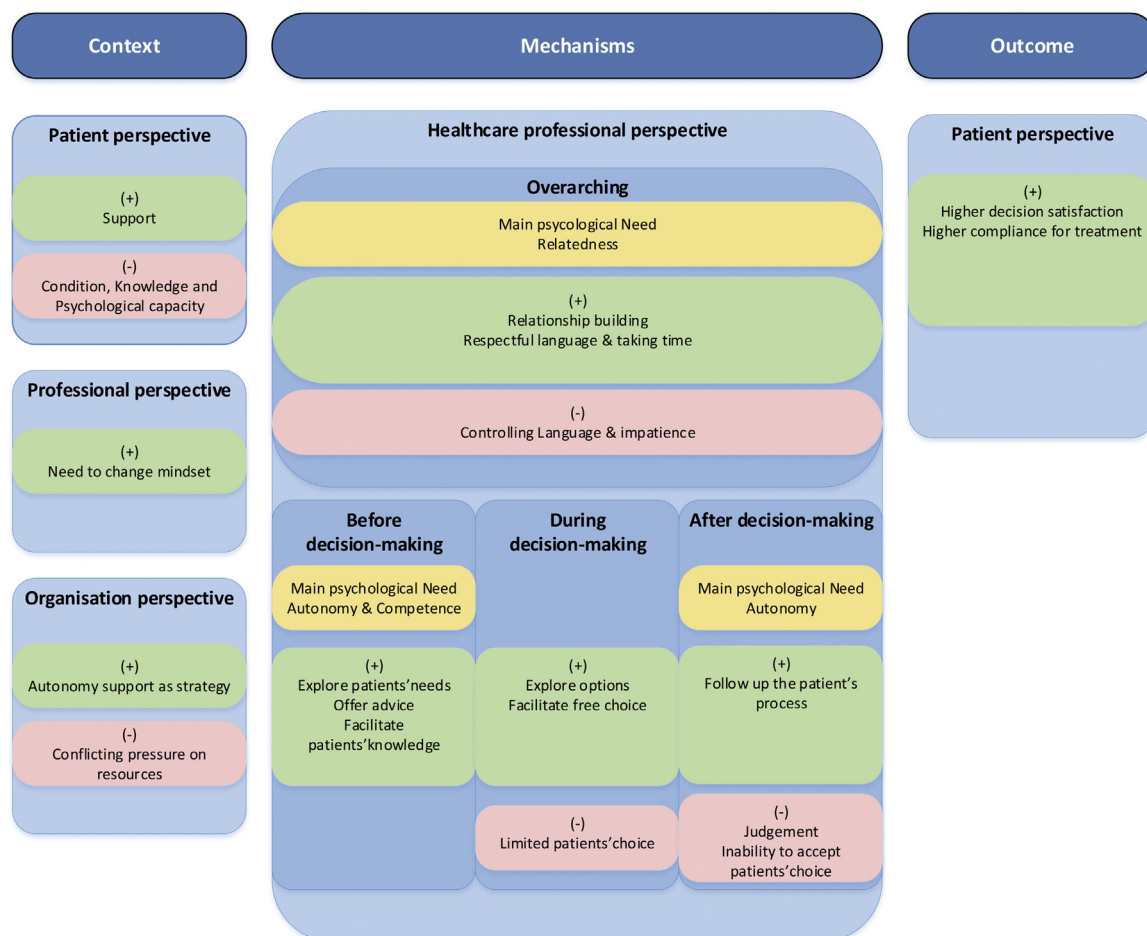 Context
Mechanisms
Outcome
Patient perspective
(+)
Support
(-)
Condition, Knowledge and
Psychological capacity
Professional perspective
(+)
Need to change mindset
Organisation perspective
(+)
Autonomy support as strategy
(-)
Conflicting pressure on
resources
Healthcare professional perspective
Overarching
Main psycological Need
Relatedness
(+)
Relationship building
Respectful language & taking time
(-)
Controlling Language & impatience
Before
decision-making
Main psychological Need
Autonomy & Competence
(+)
Explore patients'needs
Offer advice
Facilitate
patients'knowledge
During
decision-making
(+)
Explore options
Facilitate free choice
(-)
Limited patients'choice
After decision-making
Main psychological Need
Autonomy
(+)
Follow up the patient's
process
(-)
Judgement
Inability to accept
patients'choice
Patient perspective
(+)
Higher decision satisfaction
Higher compliance for treatment